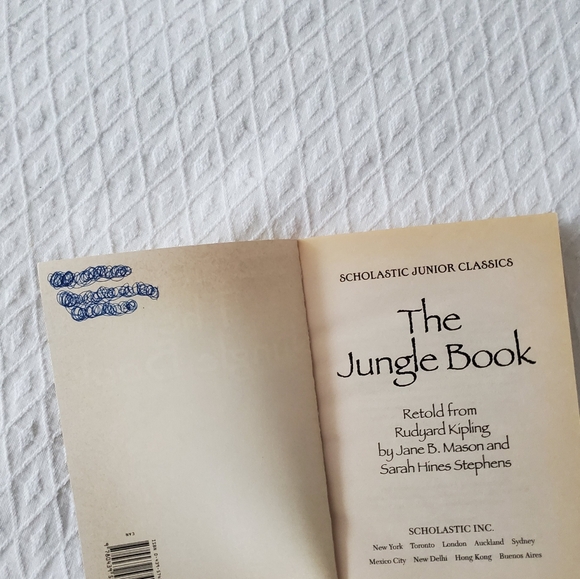 SCHOLASTIC JUNIOR CLASSICS
The
Jungle Book
Retold from
Rudyard Kipling
by Jane B. Mason and
Sarah Hines Stephens
SCHOLASTIC INC.
New York Toronto London Auckland Sydney
Mexico City New Delhi Hong Kong Buenos Aires